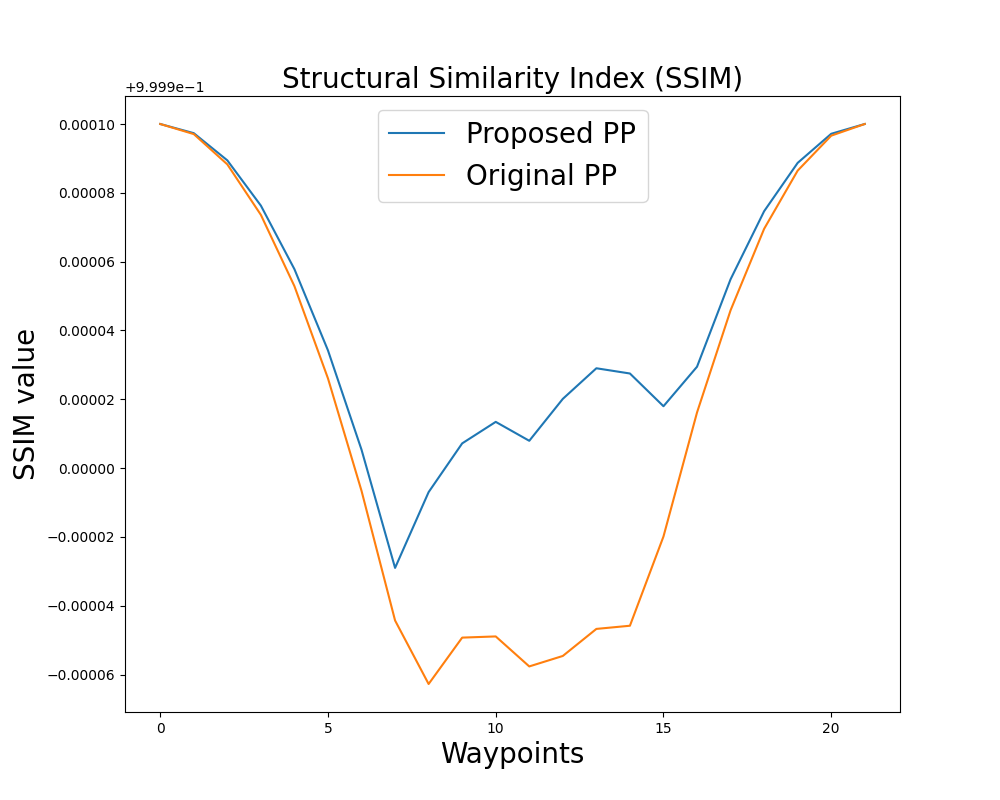 Structural Similarity Index (SSIM)
+9.999e−1
Proposed PP
Original PP
SSIM value
0.00010
0.00008
0.00006
0.00004
0.00002
0.00000
−0.00002
−0.00004
−0.00006
0 5 10 15 20
Waypoints